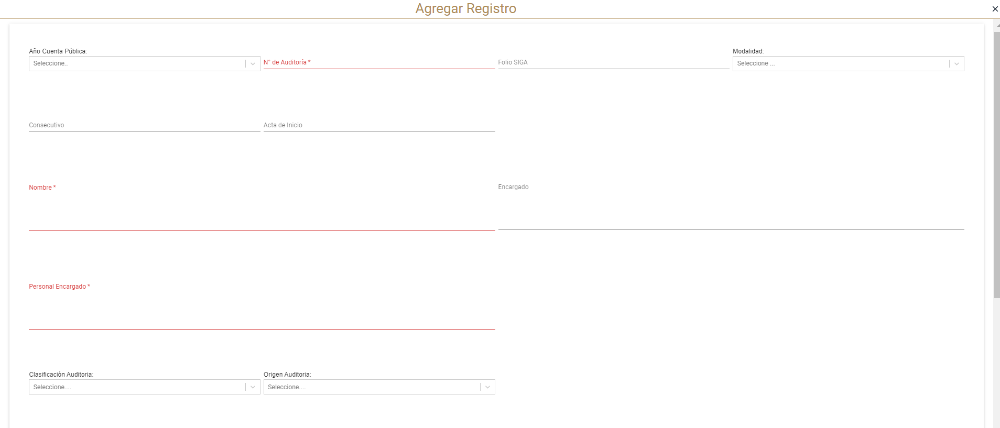 Agregar Registro
Año Cuenta Pública:
Seleccione..
N° de Auditoría *
Folio SIGA
Modalidad:
Seleccione ...
Consecutivo
Acta de Inicio
Nombre *
Encargado
Personal Encargado *
Clasificación Auditoria:
Seleccione....
Origen Auditoria:
Seleccione....